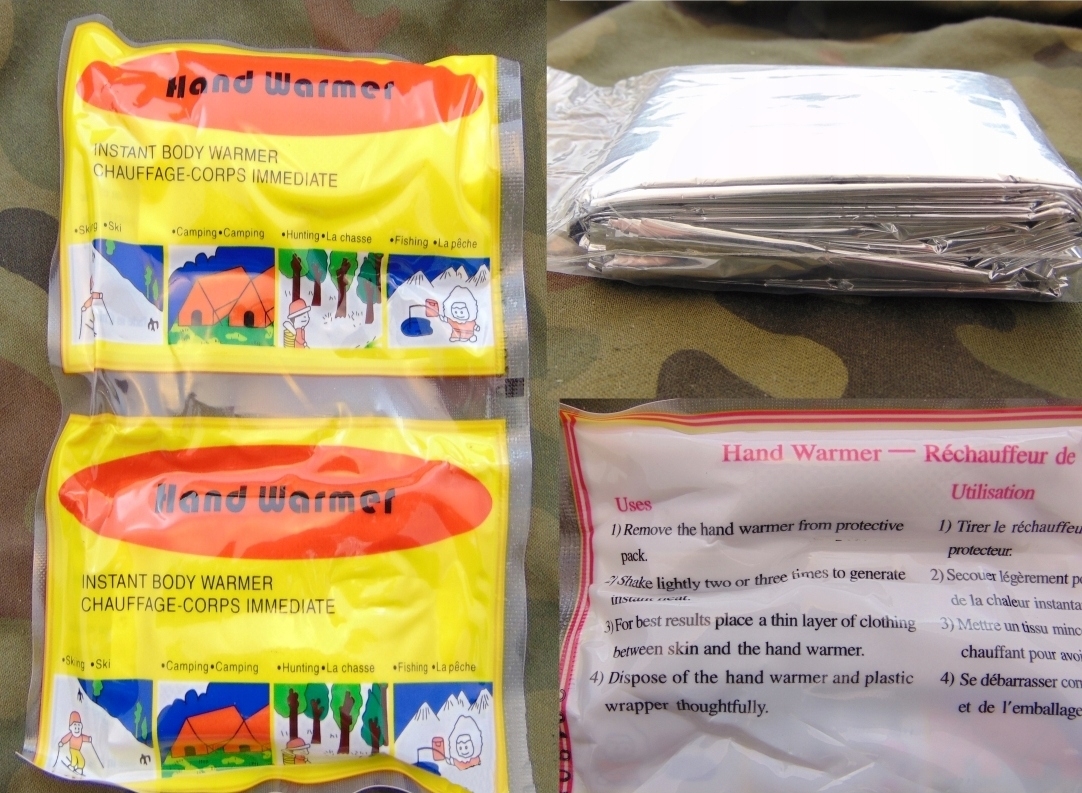 Hand Warmer
INSTANT BODY WARMER
CHAUFFAGE-CORPS IMMEDIATE
•Ski
•Camping•Camping
•Hunting•La chasse
•Fishing •La pêche
Hand Warmer
INSTANT BODY WARMER
CHAUFFAGE-CORPS IMMEDIATE
•Ski
•Camping•Camping
•Hunting•La chasse
•Fishing •La pêche
Hand Warmer — Réchauffeur de
Uses
1) Remove the hand warmer from protective
pack.
2) Shake lightly two or three times to generate
instant heat.
3) For best results place a thin layer of clothing
between skin and the hand warmer.
4) Dispose of the hand warmer and plastic
wrapper thoughtfully.
Utilisation
1) Tirer le réchauffeu
protecteur.
2) Secouer légèrement
de la chaleur instanta
3) Mettre un tissu minc
chauffant pour avoi
4) Se débarrasser
et de l'emballage